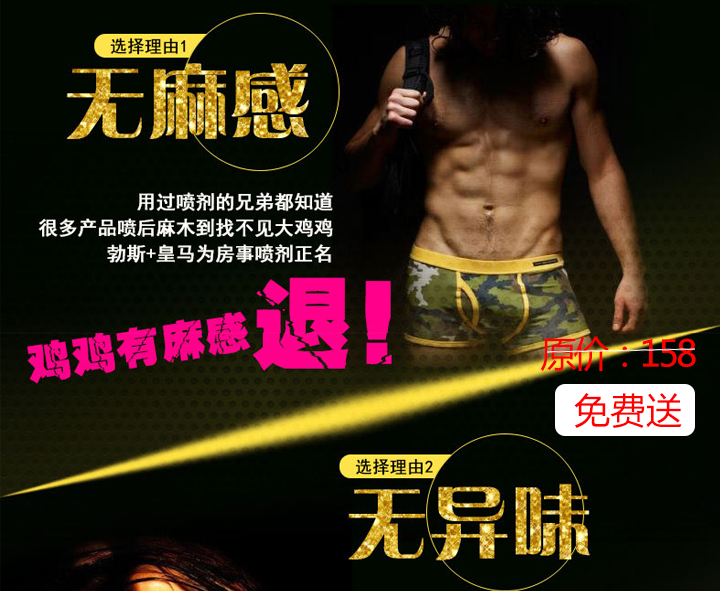 选择理由1
无麻感
用过喷剂的兄弟都知道
很多产品喷后麻木到找不见大鸡鸡
勃斯+皇马为房事喷剂正名
鸡鸡有麻感退!
原价：158
免费送
选择理由2
无异味